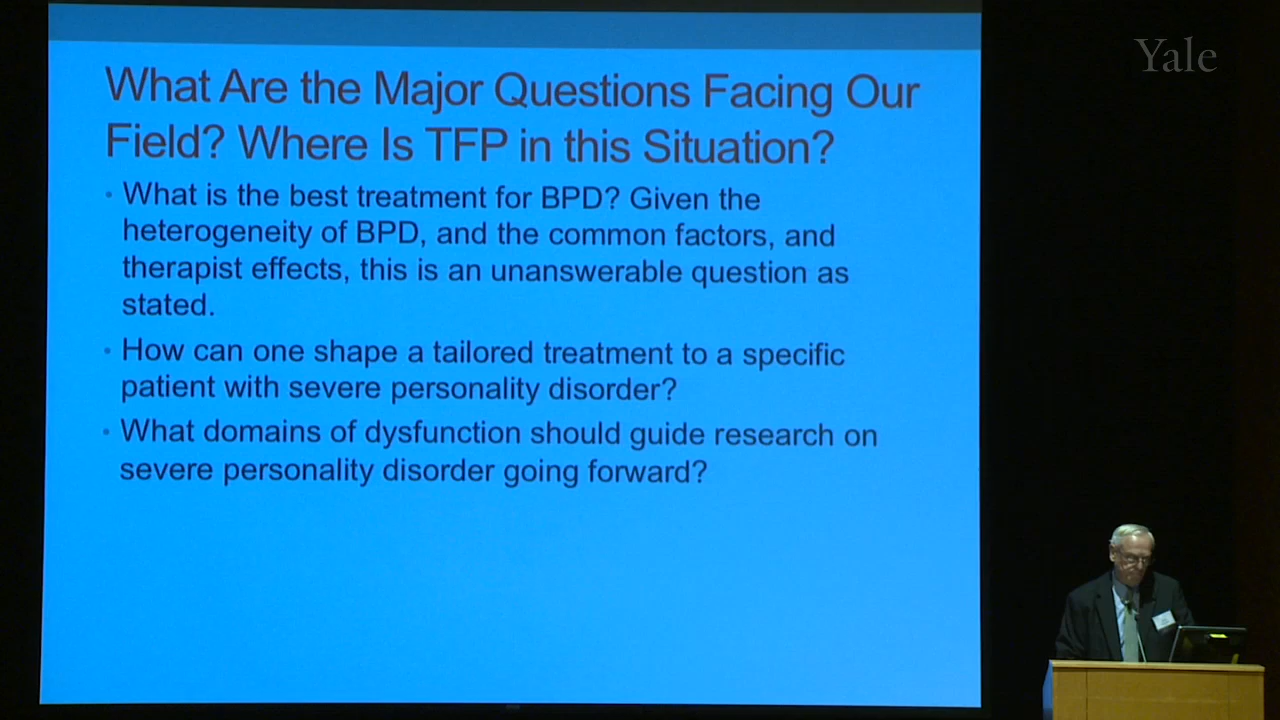 Yale
What Are the Major Questions Facing Our
Field? Where Is TFP in this Situation?
• What is the best treatment for BPD? Given the
heterogeneity of BPD, and the common factors, and
therapist effects, this is an unanswerable question as
stated.
• How can one shape a tailored treatment to a specific
patient with severe personality disorder?
• What domains of dysfunction should guide research on
severe personality disorder going forward?